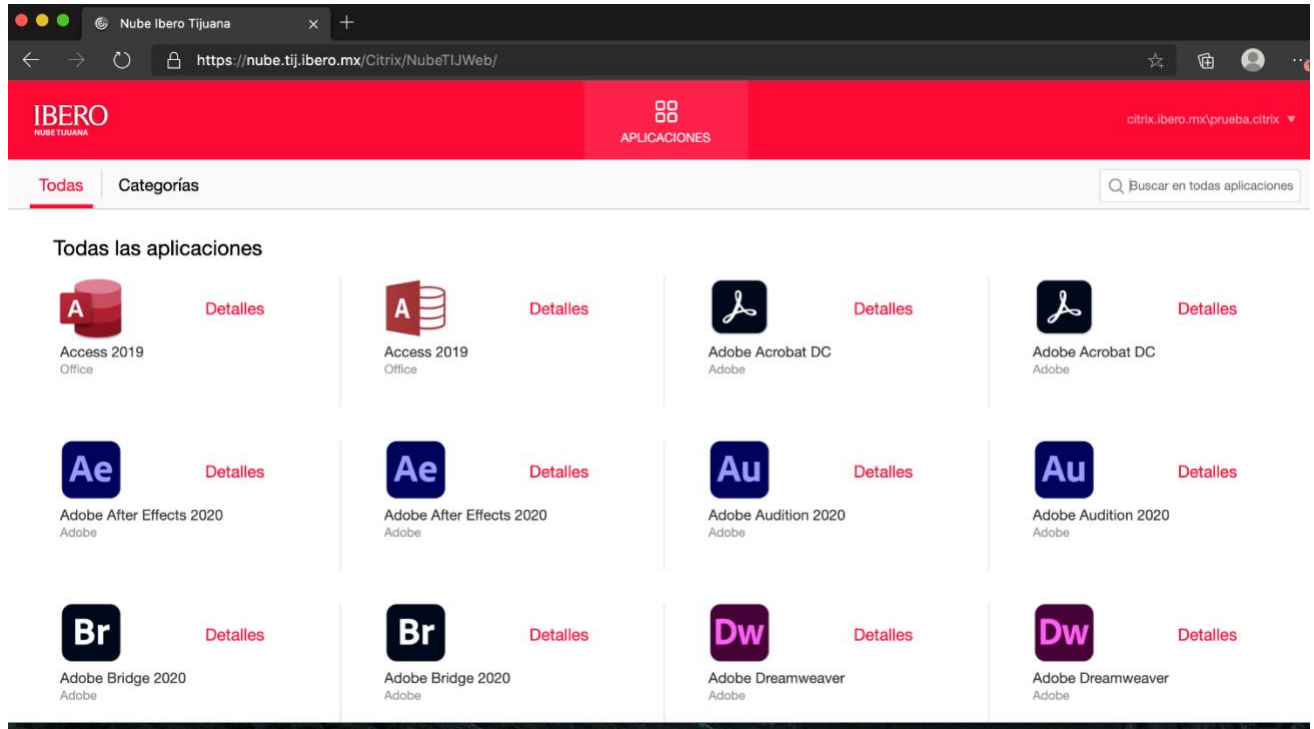 Nube Ibero Tijuana
https://nube.tij.ibero.mx/Citrix/NubeTIJWeb/
IBERO
NUBE TIJUANA
APLICACIONES
citrix.ibero.mx\prueba.citrix
Todas
Categorías
Buscar en todas aplicaciones
Todas las aplicaciones
A Detalles A Detalles Detalles Detalles
Access 2019 Access 2019 Adobe Acrobat DC Adobe Acrobat DC
Office Office Adobe Adobe
Ae Detalles Ae Detalles Au Detalles Au Detalles
Adobe After Effects 2020 Adobe After Effects 2020 Adobe Audition 2020 Adobe Audition 2020
Adobe Adobe Adobe Adobe
Br Detalles Br Detalles Dw Detalles Dw Detalles
Adobe Bridge 2020 Adobe Bridge 2020 Adobe Dreamweaver Adobe Dreamweaver
Adobe Adobe Adobe Adobe